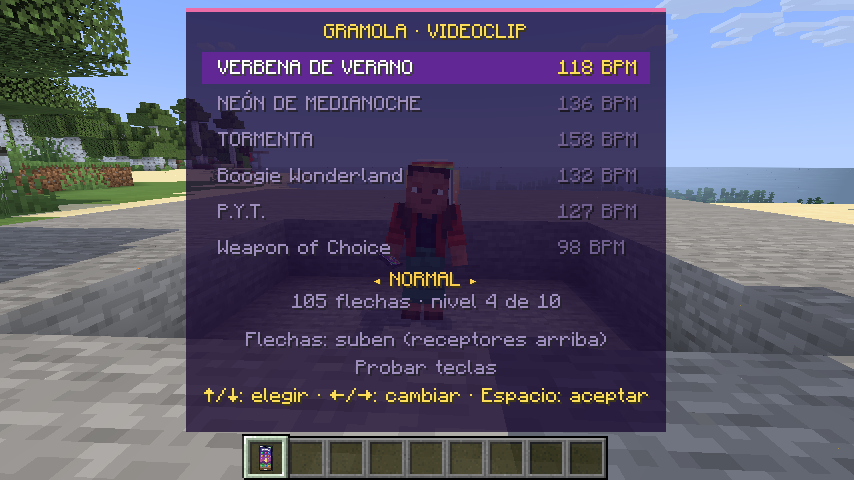 GRAMOLA · VIDEOCLIP
VERBENA DE VERANO 118 BPM
NEÓN DE MEDIANOCHE 136 BPM
TORMENTA 158 BPM
Boogie Wonderland 132 BPM
P.Y.T. 127 BPM
Weapon of Choice 98 BPM
◂ NORMAL ▸
105 flechas · nivel 4 de 10
Flechas: suben (receptores arriba)
Probar teclas
↑/↓: elegir · ←/→: cambiar · Espacio: aceptar